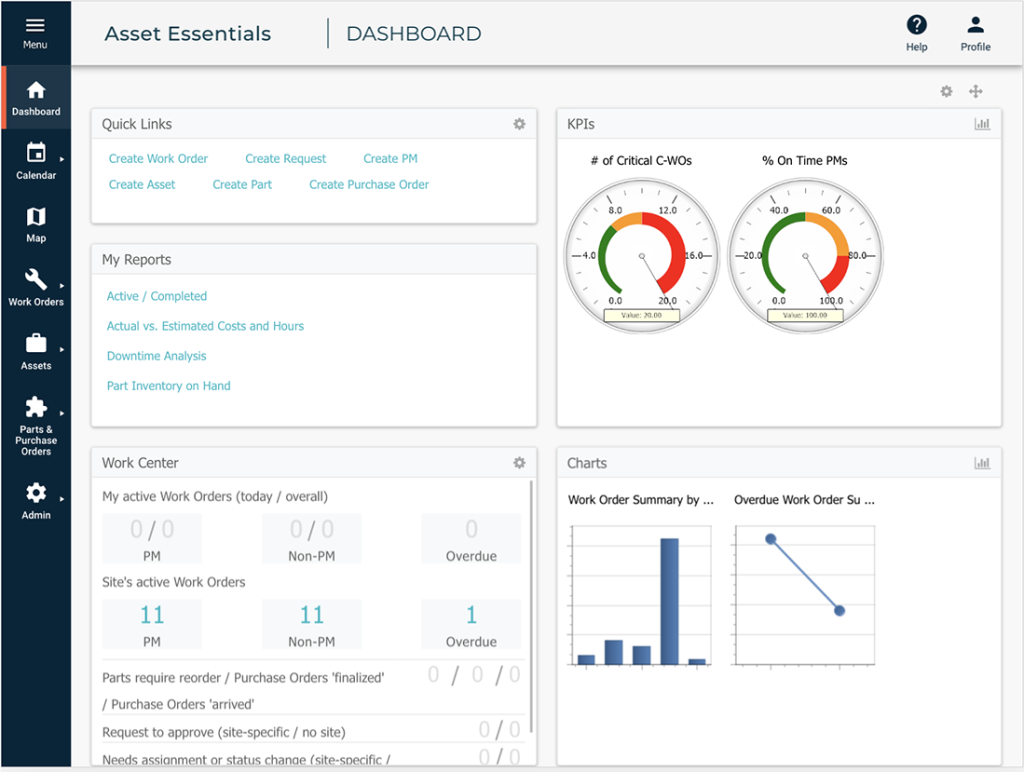 Menu
Asset Essentials
DASHBOARD
Help
Profile
Dashboard
Calendar
Map
Work Orders
Assets
Parts &
Purchase
Orders
Admin
Quick Links
Create Work Order Create Request Create PM
Create Asset Create Part Create Purchase Order
My Reports
Active / Completed
Actual vs. Estimated Costs and Hours
Downtime Analysis
Part Inventory on Hand
Work Center
My active Work Orders (today / overall)
0 / 0 0 / 0 0
PM Non-PM Overdue
Site's active Work Orders
11 11 1
PM Non-PM Overdue
Parts require reorder / Purchase Orders 'finalized' 0 / 0 / 0
/ Purchase Orders 'arrived'
Request to approve (site-specific / no site) 0 / 0
Needs assignment or status change (site-specific / 0 / 0
KPIs
# of Critical C-WOs % On Time PMs
8.0 12.0 40.0 60.0
4.0 16.0 20.0 80.0
0.0 20.0 0.0 100.0
Value: 20.00 Value: 100.00
Charts
Work Order Summary by ... Overdue Work Order Su ...